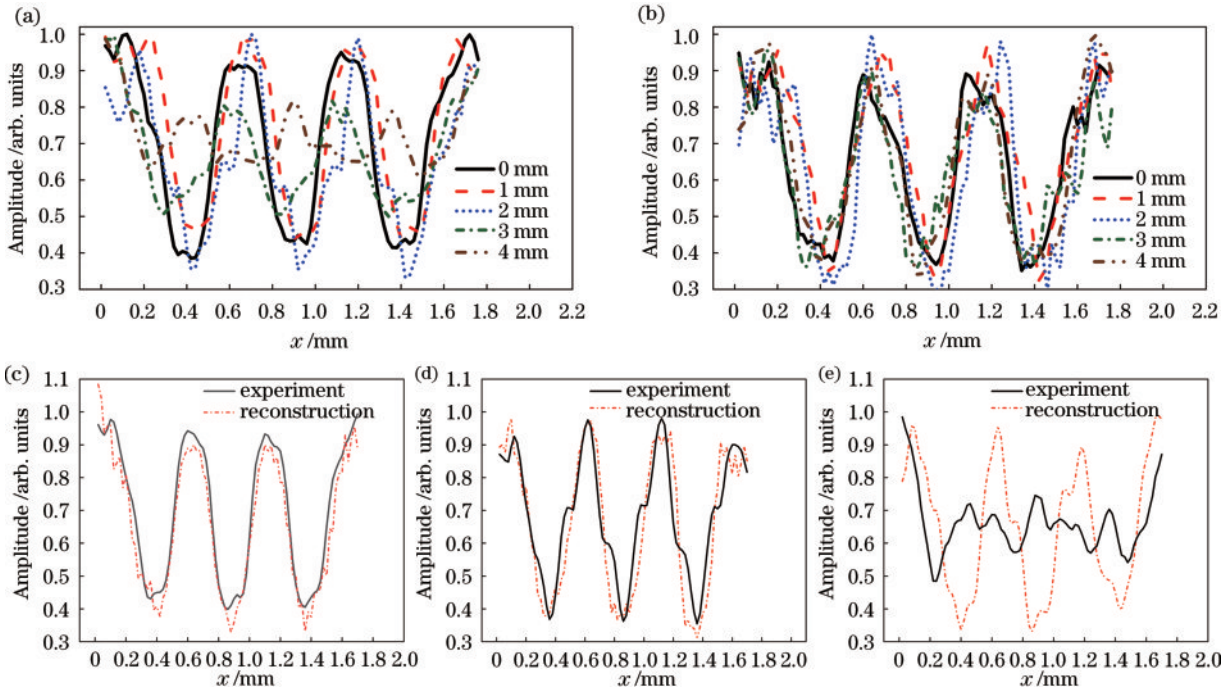 (a)
1.0
0.9
0.8
0.7
0.6
0.5
0.4
0.3
Amplitude /arb. units
0 mm
1 mm
2 mm
3 mm
4 mm
0 0.2 0.4 0.6 0.8 1.0 1.2 1.4 1.6 1.8 2.0 2.2
x /mm
(b)
1.0
0.9
0.8
0.7
0.6
0.5
0.4
0.3
Amplitude /arb. units
0 mm
1 mm
2 mm
3 mm
4 mm
0 0.2 0.4 0.6 0.8 1.0 1.2 1.4 1.6 1.8 2.0 2.2
x /mm
(c)
1.1
1.0
0.9
0.8
0.7
0.6
0.5
0.4
0.3
Amplitude /arb. units
experiment
reconstruction
0 0.2 0.4 0.6 0.8 1.0 1.2 1.4 1.6 1.8 2.0
x /mm
(d)
1.1
1.0
0.9
0.8
0.7
0.6
0.5
0.4
0.3
Amplitude /arb. units
experiment
reconstruction
0 0.2 0.4 0.6 0.8 1.0 1.2 1.4 1.6 1.8 2.0
x /mm
(e)
1.1
1.0
0.9
0.8
0.7
0.6
0.5
0.4
0.3
Amplitude /arb. units
experiment
reconstruction
0 0.2 0.4 0.6 0.8 1.0 1.2 1.4 1.6 1.8 2.0
x /mm